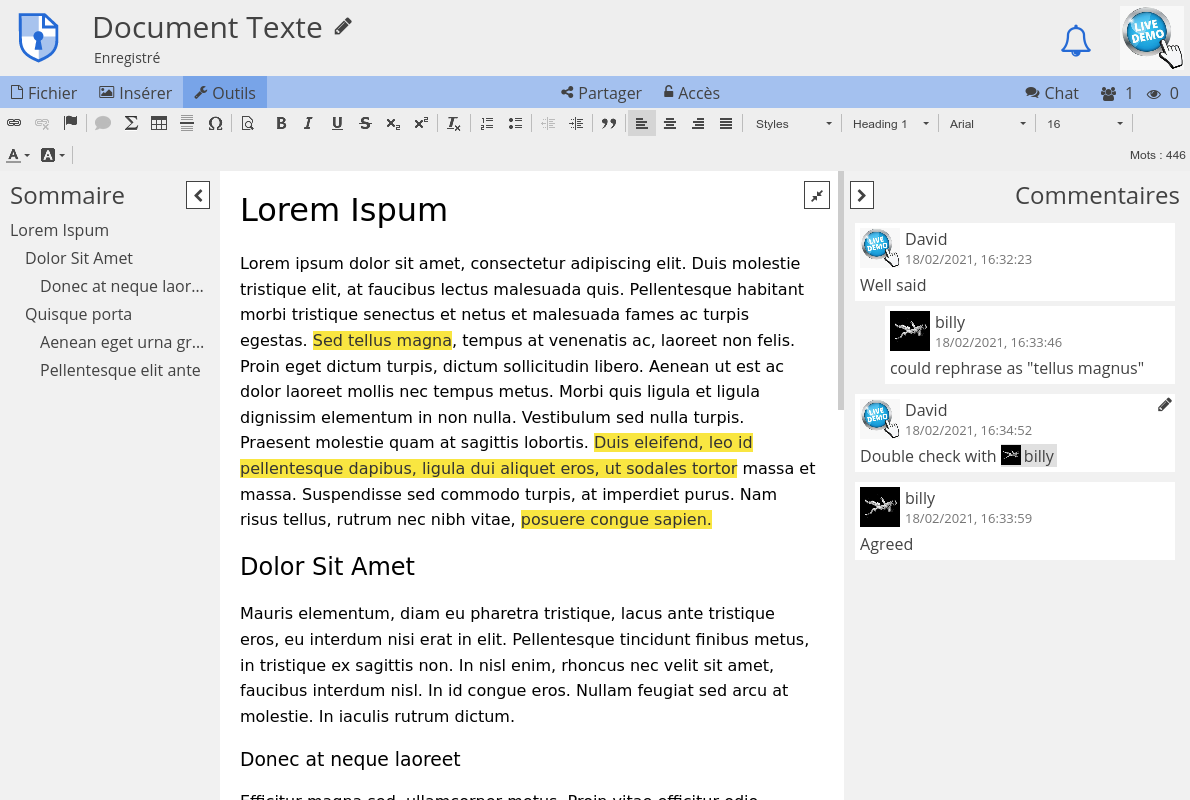 Document Texte
Enregistré
LIVE DEMO
Fichier Insérer Outils Partager Accès Chat 1 0
Styles Heading 1 Arial 16
Mots : 446
Sommaire
Lorem Ispum
Dolor Sit Amet
Donec at neque laor...
Quisque porta
Aenean eget urna gr...
Pellentesque elit ante
Lorem Ispum
Lorem ipsum dolor sit amet, consectetur adipiscing elit. Duis molestie
tristique elit, at faucibus lectus malesuada quis. Pellentesque habitant
morbi tristique senectus et netus et malesuada fames ac turpis
egestas. Sed tellus magna, tempus at venenatis ac, laoreet non felis.
Proin eget dictum turpis, dictum sollicitudin libero. Aenean ut est ac
dolor laoreet mollis nec tempus metus. Morbi quis ligula et ligula
dignissim elementum in non nulla. Vestibulum sed nulla turpis.
Praesent molestie quam at sagittis lobortis. Duis eleifend, leo id
pellentesque dapibus, ligula dui aliquet eros, ut sodales tortor massa et
massa. Suspendisse sed commodo turpis, at imperdiet purus. Nam
risus tellus, rutrum nec nibh vitae, posuere congue sapien.
Dolor Sit Amet
Mauris elementum, diam eu pharetra tristique, lacus ante tristique
eros, eu interdum nisi erat in elit. Pellentesque tincidunt finibus metus,
in tristique ex sagittis non. In nisl enim, rhoncus nec velit sit amet,
faucibus interdum nisl. In id congue eros. Nullam feugiat sed arcu at
molestie. In iaculis rutrum dictum.
Donec at neque laoreet
Efficitur magna sed, ullamcorper metus. Proin vitae efficitur odio
Commentaires
LIVE DEMO
David
18/02/2021, 16:32:23
Well said
billy
18/02/2021, 16:33:46
could rephrase as "tellus magnus"
LIVE DEMO
David
18/02/2021, 16:34:52
Double check with billy
billy
18/02/2021, 16:33:59
Agreed